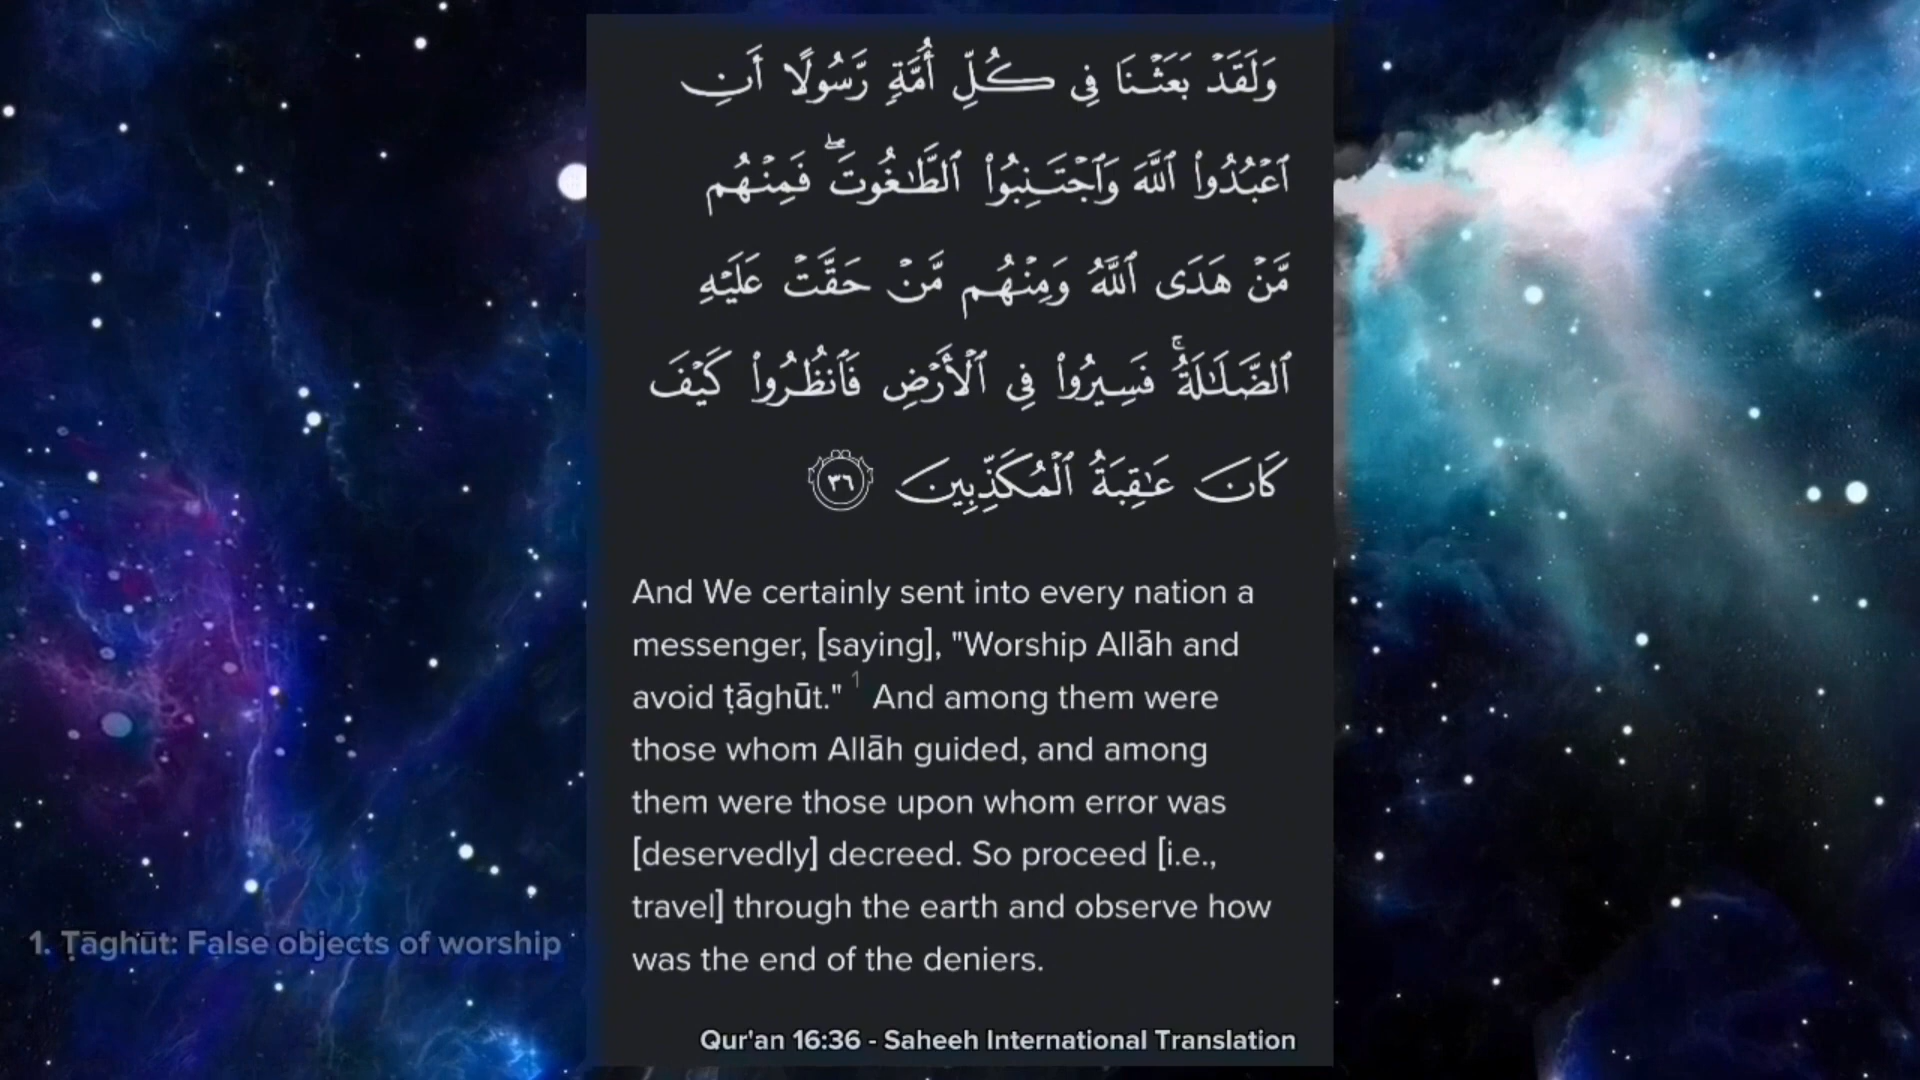 وَلَقَدۡ بَعَثۡنَا فِي كُلِّ أُمَّةٖ رَّسُولًا أَنِ
ٱعۡبُدُواْ ٱللَّهَ وَٱجۡتَنِبُواْ ٱلطَّٰغُوتَۖ فَمِنۡهُم
مَّنۡ هَدَى ٱللَّهُ وَمِنۡهُم مَّنۡ حَقَّتۡ عَلَيۡهِ
ٱلضَّلَٰلَةُۚ فَسِيرُواْ فِي ٱلۡأَرۡضِ فَٱنظُرُواْ كَيۡفَ
كَانَ عَٰقِبَةُ ٱلۡمُكَذِّبِينَ ٣٦
And We certainly sent into every nation a
messenger, [saying], "Worship Allāh and
avoid ṭāghūt." 1 And among them were
those whom Allāh guided, and among
them were those upon whom error was
[deservedly] decreed. So proceed [i.e.,
travel] through the earth and observe how
was the end of the deniers.
1. Ṭāghūt: False objects of worship
Qur'an 16:36 - Saheeh International Translation